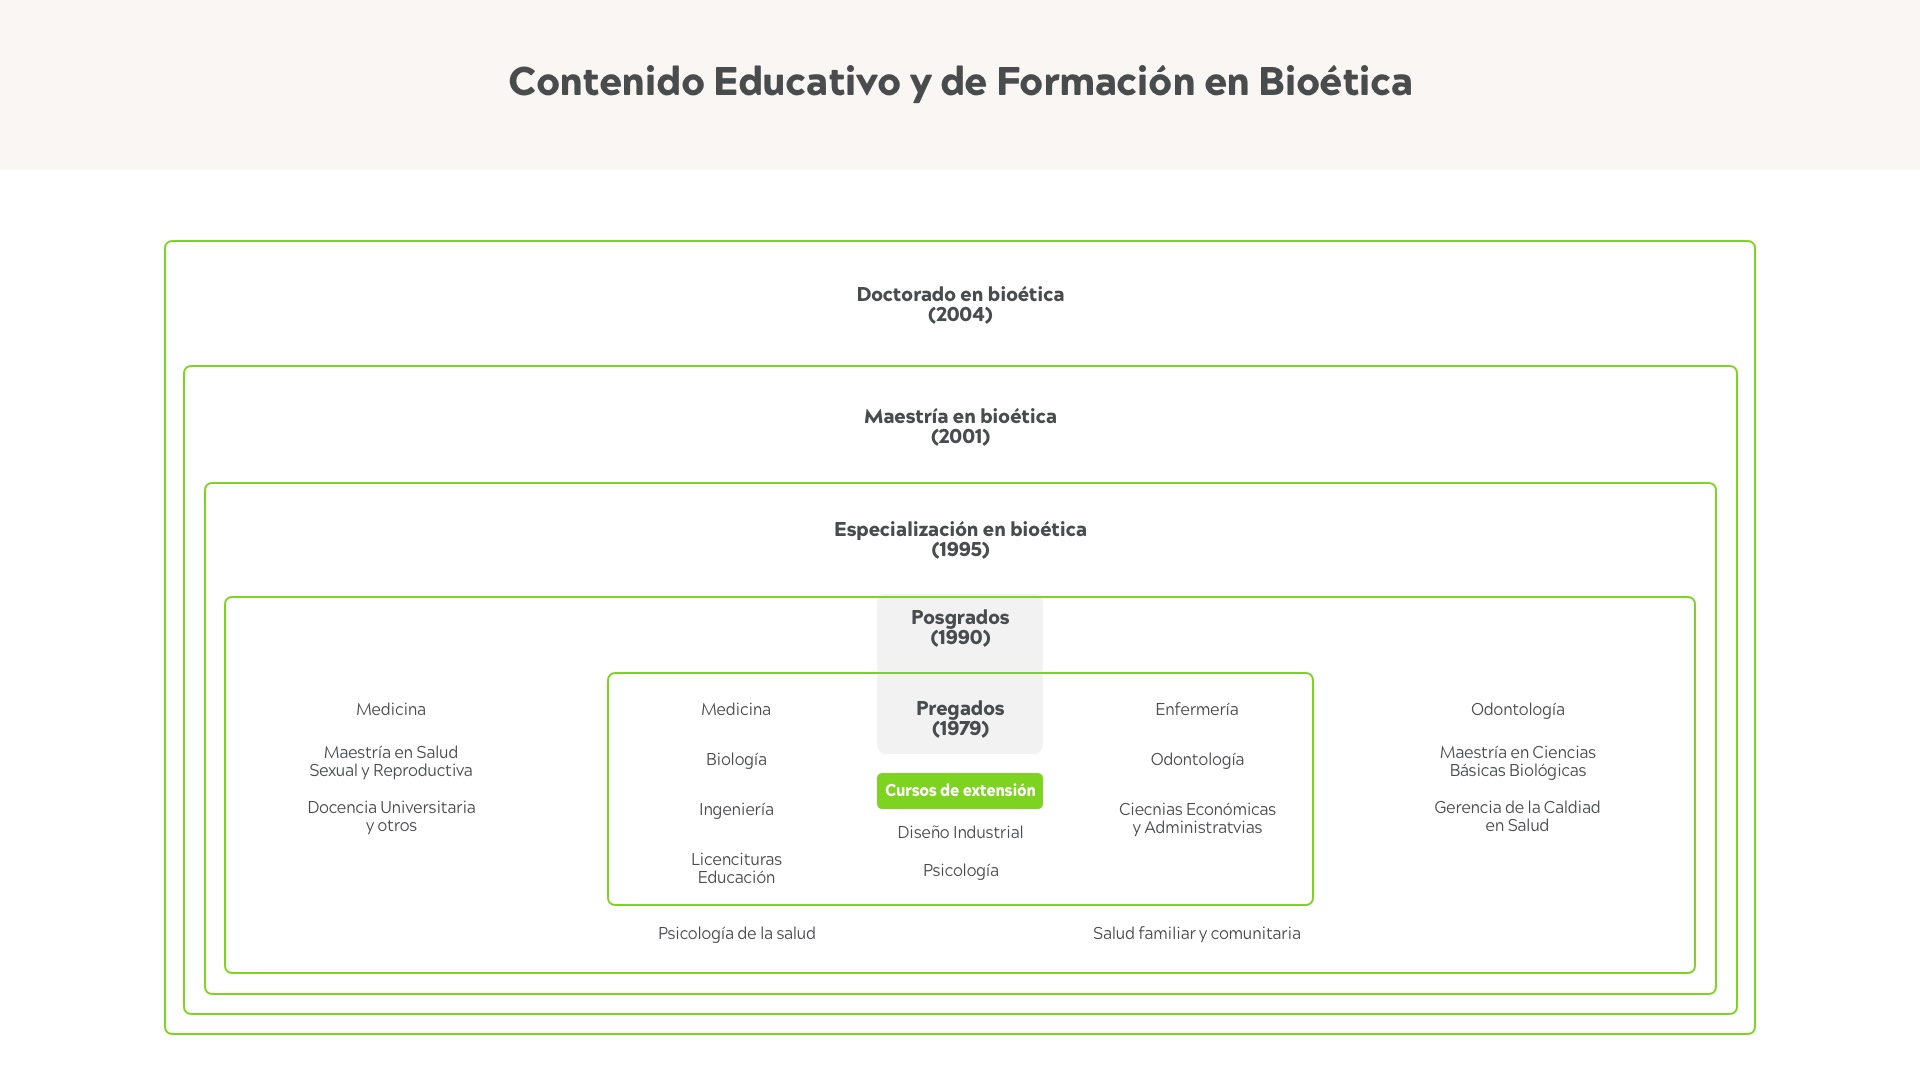 Contenido Educativo y de Formación en Bioética
Doctorado en bioética
(2004)
Maestría en bioética
(2001)
Especialización en bioética
(1995)
Posgrados
(1990)
Medicina
Maestría en Salud
Sexual y Reproductiva
Docencia Universitaria
y otros
Medicina
Biología
Ingeniería
Licencituras
Educación
Pregados
(1979)
Cursos de extensión
Diseño Industrial
Psicología
Enfermería
Odontología
Ciecnias Económicas
y Administratvias
Odontología
Maestría en Ciencias
Básicas Biológicas
Gerencia de la Caldiad
en Salud
Psicología de la salud
Salud familiar y comunitaria